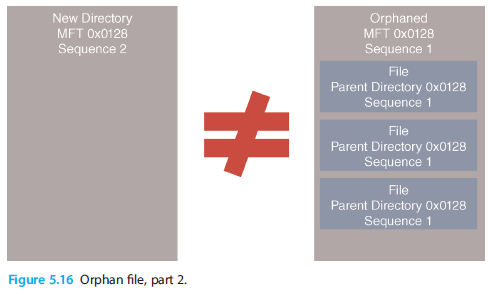 New Directory
MFT 0x0128
Sequence 2
Orphaned
MFT 0x0128
Sequence 1
File
Parent Directory 0x0128
Sequence 1
File
Parent Directory 0x0128
Sequence 1
File
Parent Directory 0x0128
Sequence 1
Figure 5.16 Orphan file, part 2.